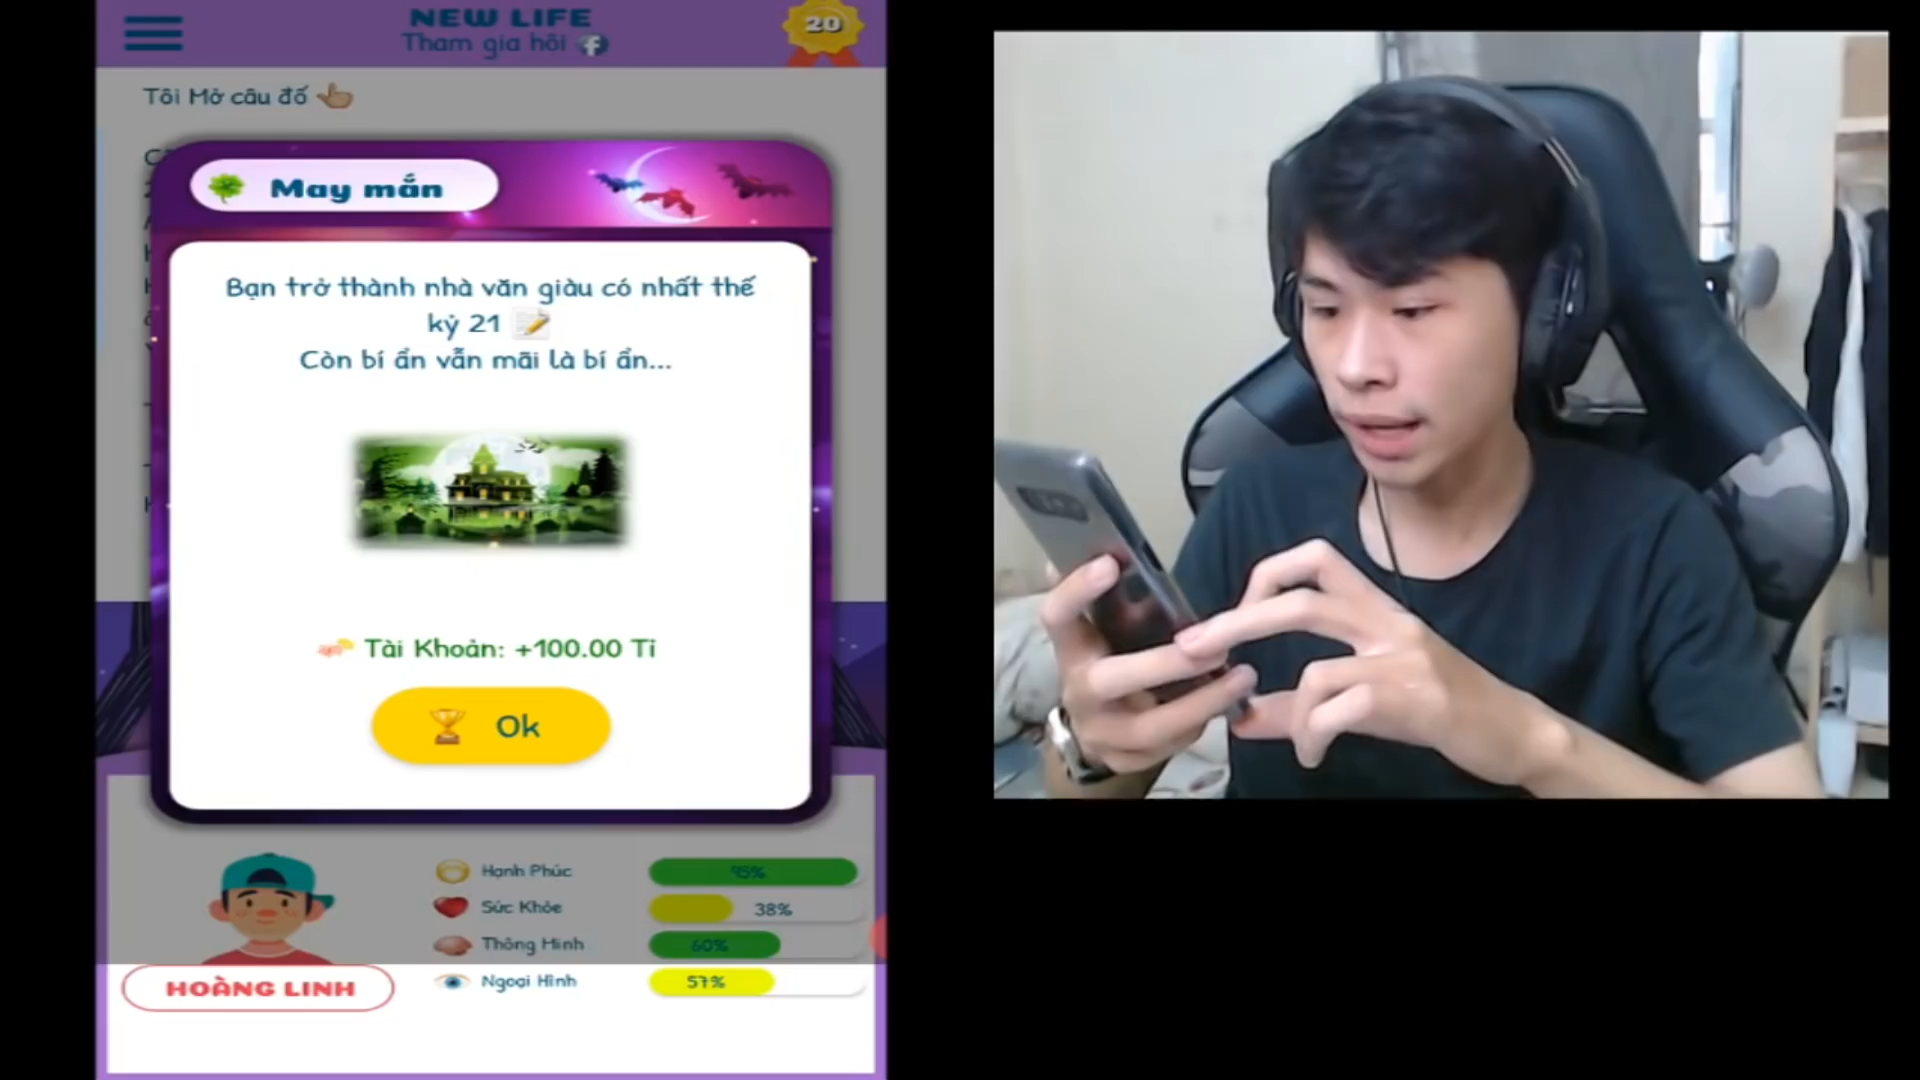 NEW LIFE
Tham gia hôi
20
Tôi Mở câu đố
May mắn
Bạn trở thành nhà văn giàu có nhất thế
kỷ 21
Còn bí ẩn vẫn mãi là bí ẩn...
Tài Khoản: +100.00 Tỉ
Ok
Hạnh Phúc 95%
Sức Khỏe 38%
Thông Minh 60%
Ngoại Hình 57%
HOÀNG LINH